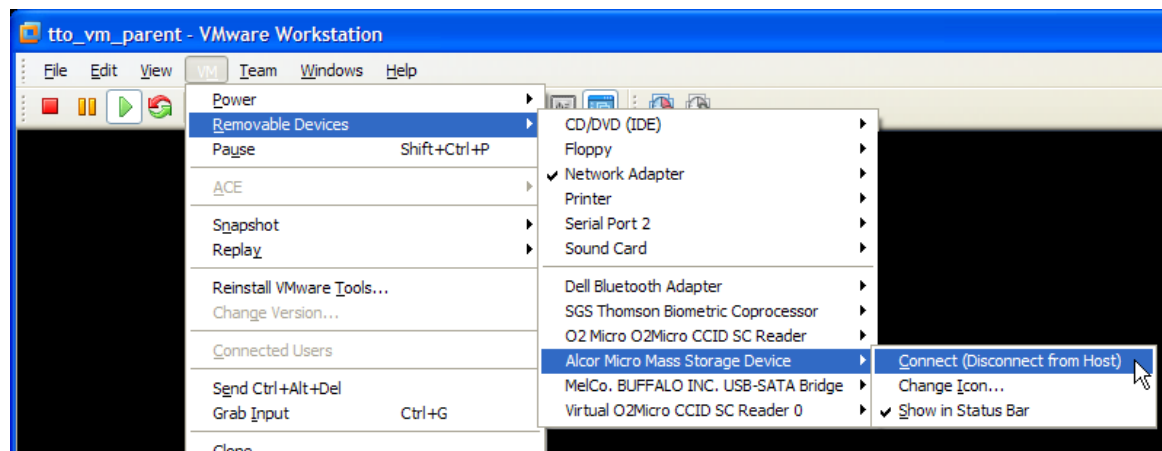 tto_vm_parent - VMware Workstation
File Edit View VM Team Windows Help
Power
Removable Devices
Pause Shift+Ctrl+P
ACE
Snapshot
Replay
Reinstall VMware Tools...
Change Version...
Connected Users
Send Ctrl+Alt+Del
Grab Input Ctrl+G
Clone
CD/DVD (IDE)
Floppy
Network Adapter
Printer
Serial Port 2
Sound Card
Dell Bluetooth Adapter
SGS Thomson Biometric Coprocessor
O2 Micro O2Micro CCID SC Reader
Alcor Micro Mass Storage Device
MelCo. BUFFALO INC. USB-SATA Bridge
Virtual O2Micro CCID SC Reader 0
Connect (Disconnect from Host)
Change Icon...
Show in Status Bar